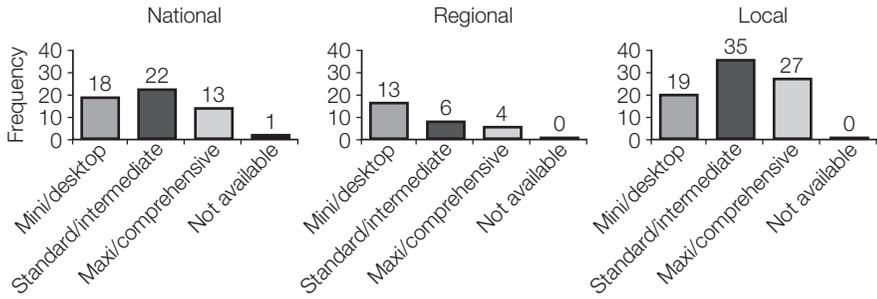 National
Frequency
40
30
20
10
0
18
22
13
1
Mini/desktop
Standard/intermediate
Maxi/comprehensive
Not available
Regional
40
30
20
10
0
13
6
4
0
Mini/desktop
Standard/intermediate
Maxi/comprehensive
Not available
Local
40
30
20
10
0
19
35
27
0
Mini/desktop
Standard/intermediate
Maxi/comprehensive
Not available